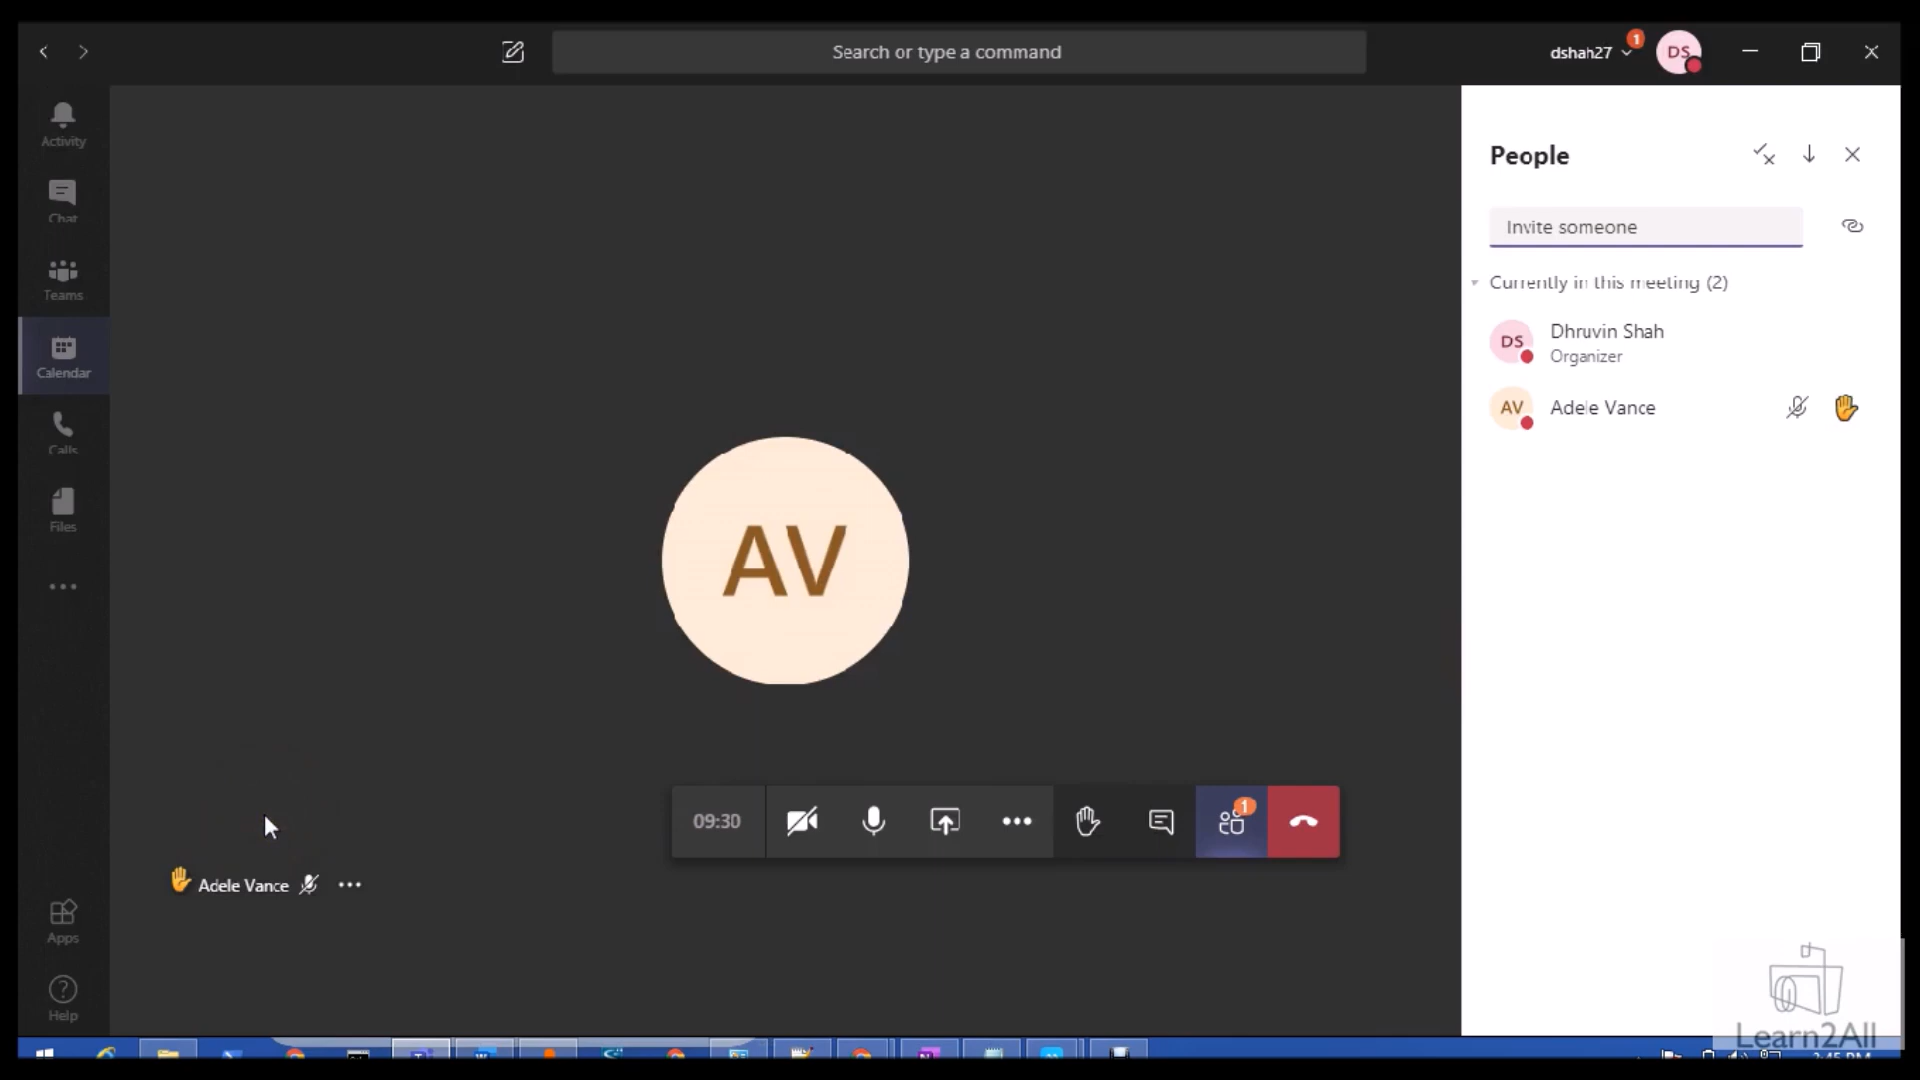 Search or type a command
dshah27
1
DS
Activity
Chat
Teams
Calendar
Calls
Files
Apps
Help
People
Invite someone
Currently in this meeting (2)
DS
Dhruvin Shah
Organizer
AV
Adele Vance
AV
09:30
1
Adele Vance
Learn2All